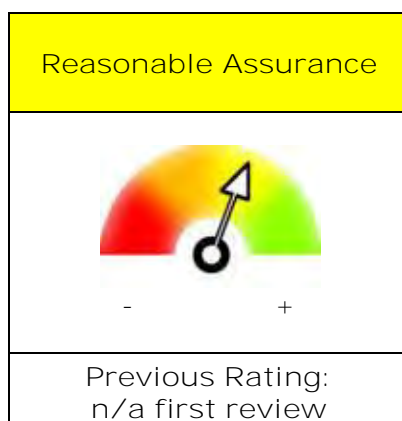 Reasonable Assurance
- +
Previous Rating:
n/a first review